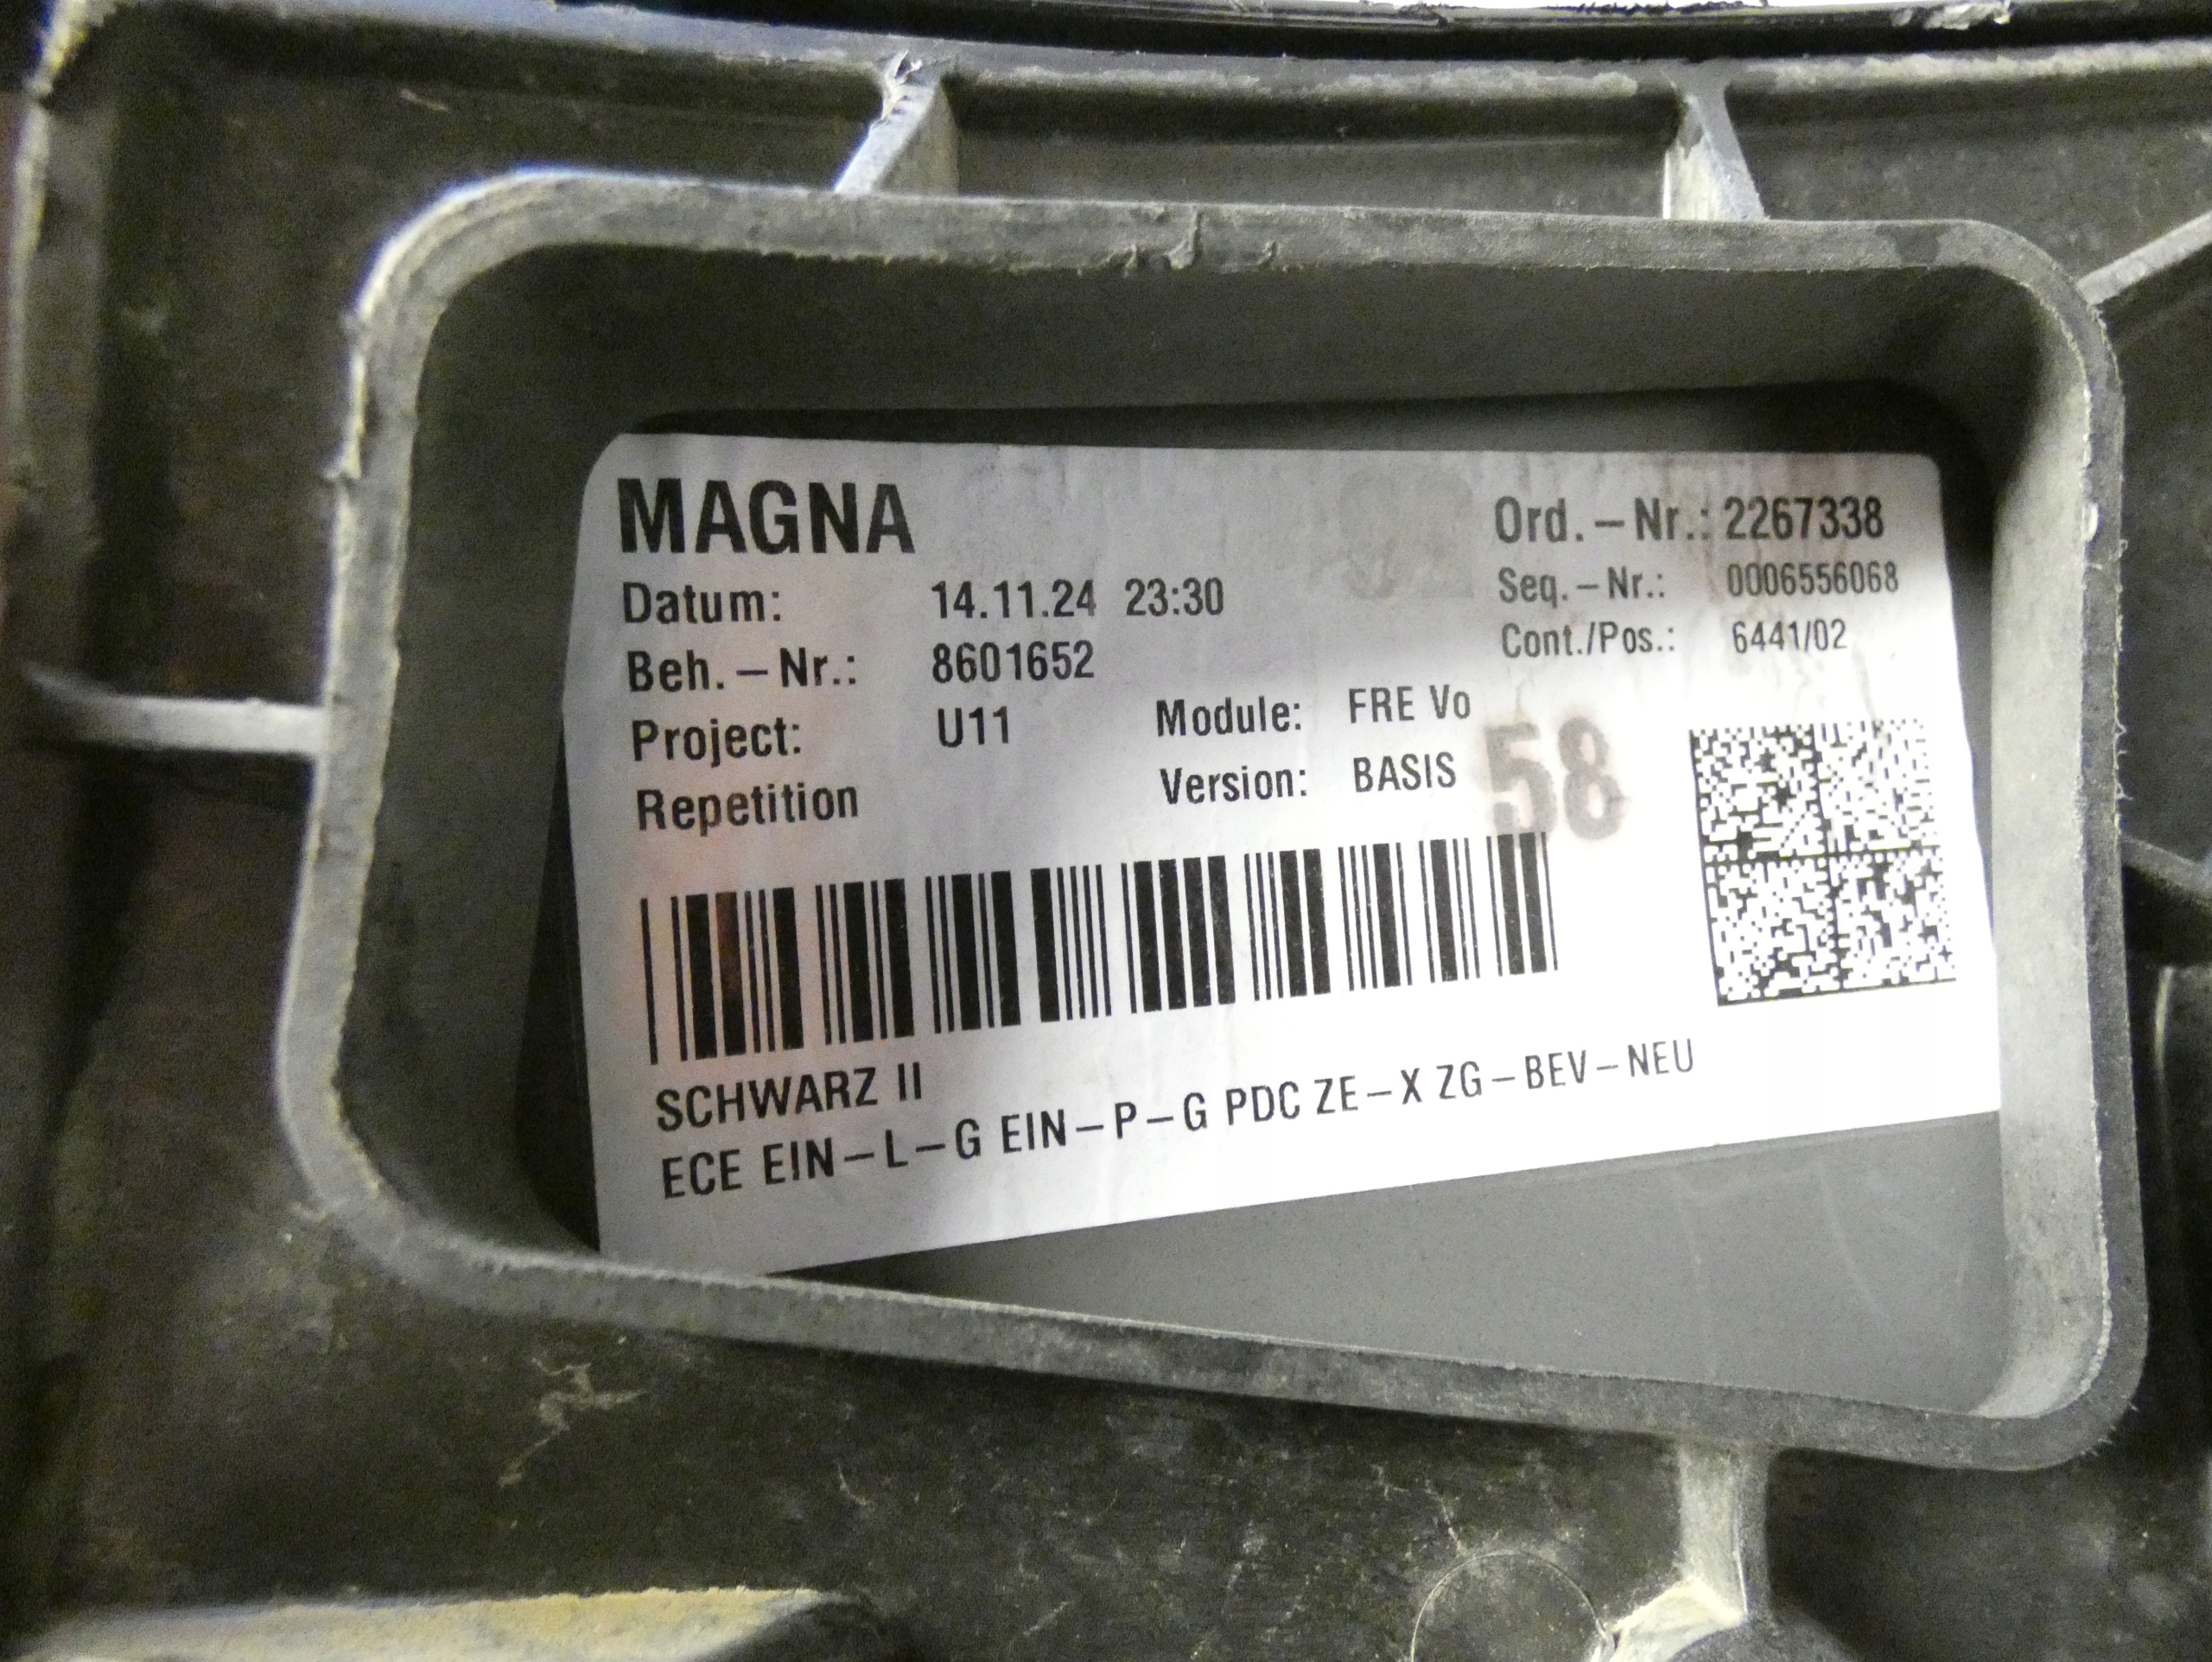 MAGNA
Ord.-Nr.: 2267338
Datum: 14.11.24 23:30
Seq.-Nr.: 0006556068
Beh.-Nr.: 8601652
Cont./Pos.: 6441/02
Project: U11 Module: FRE Vo
Repetition Version: BASIS
58
SCHWARZ II
ECE EIN-L-G EIN-P-G PDC ZE-X ZG-BEV-NEU